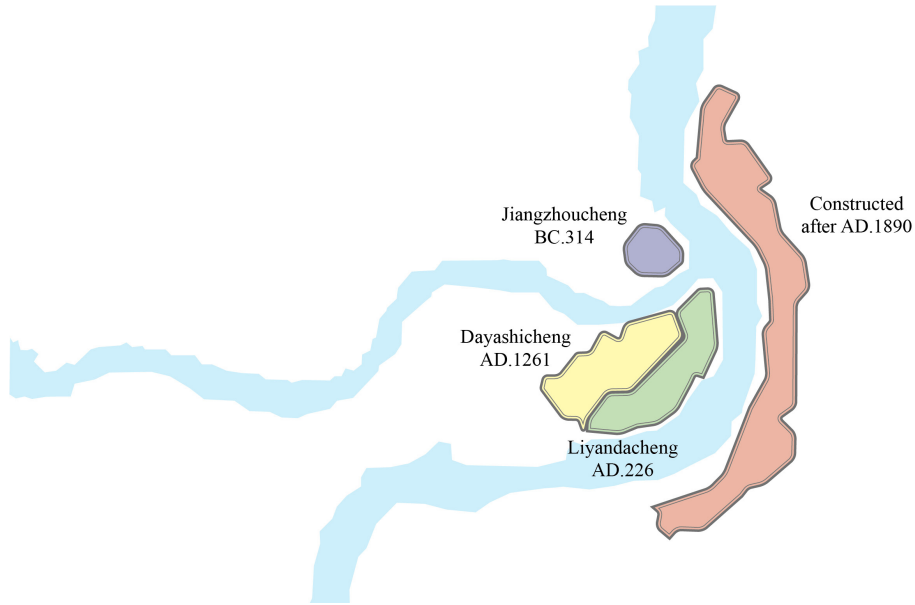 Jiangzhoucheng
BC.314
Constructed
after AD.1890
Dayashicheng
AD.1261
Liyandacheng
AD.226